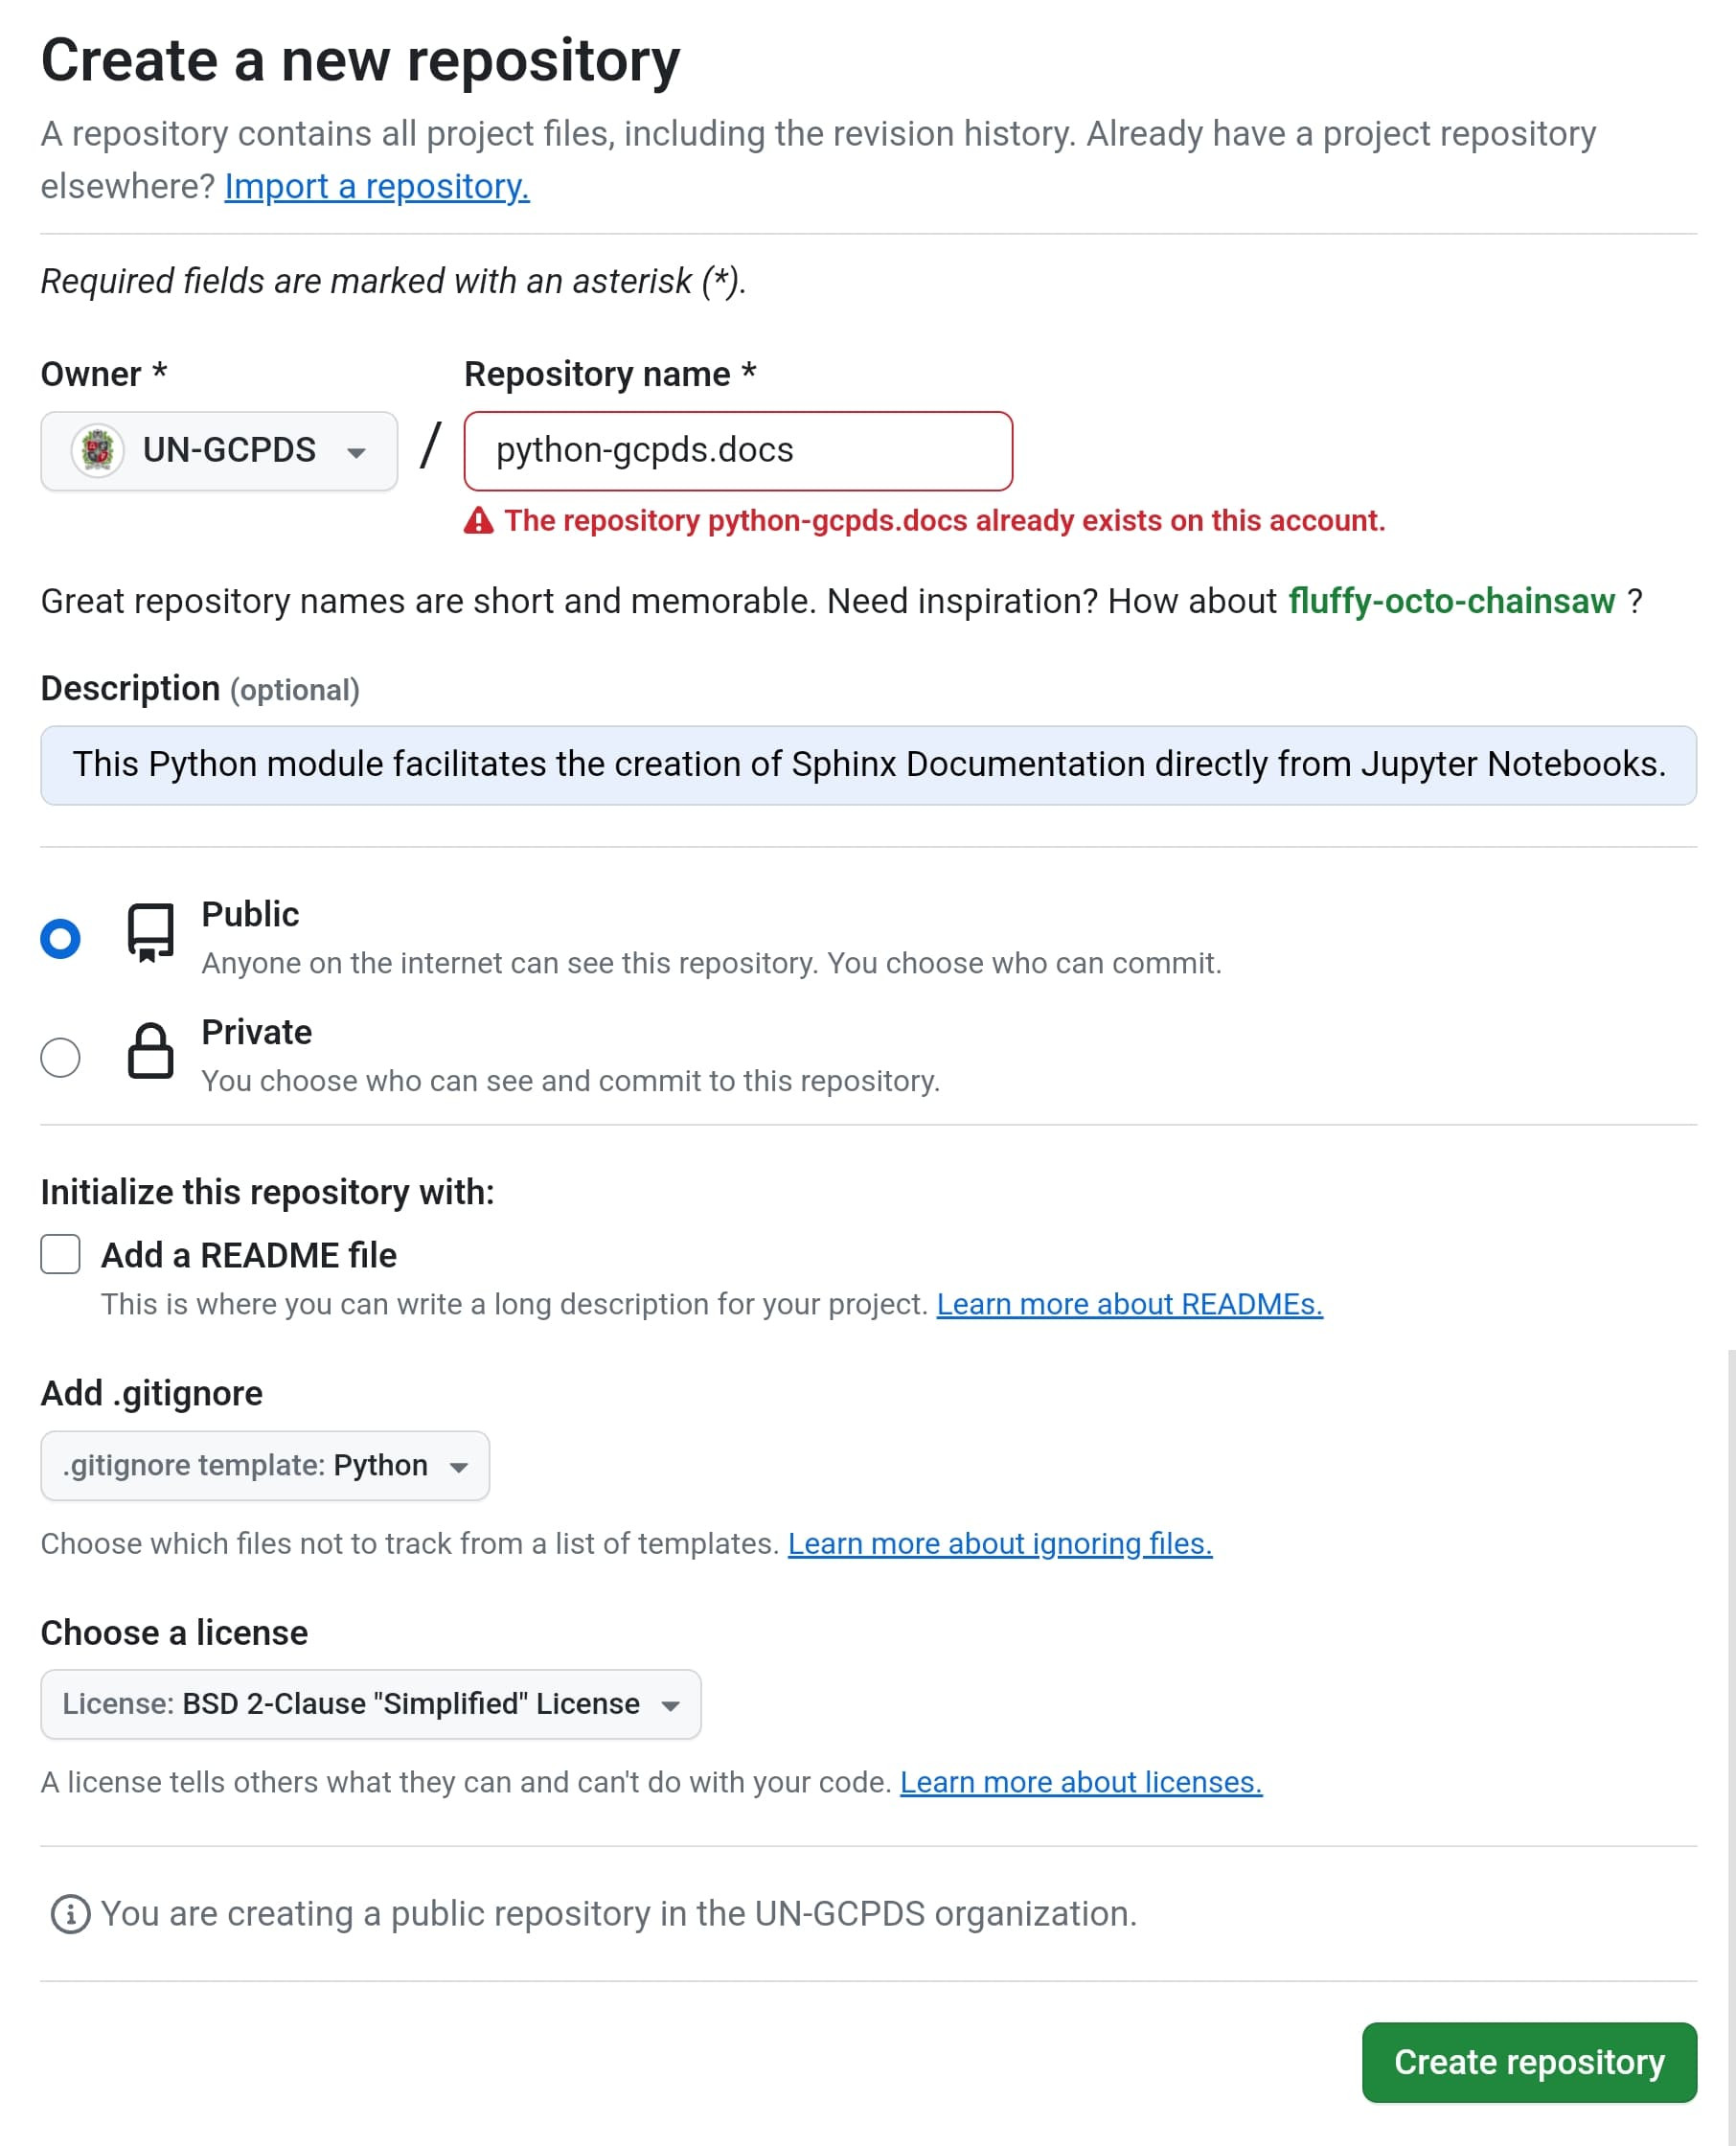 Create a new repository
A repository contains all project files, including the revision history. Already have a project repository
elsewhere? Import a repository.
Required fields are marked with an asterisk (*).
Owner *
Repository name *
UN-GCPDS
/
python-gcpds.docs
The repository python-gcpds.docs already exists on this account.
Great repository names are short and memorable. Need inspiration? How about fluffy-octo-chainsaw ?
Description (optional)
This Python module facilitates the creation of Sphinx Documentation directly from Jupyter Notebooks.
Public
Anyone on the internet can see this repository. You choose who can commit.
Private
You choose who can see and commit to this repository.
Initialize this repository with:
Add a README file
This is where you can write a long description for your project. Learn more about READMEs.
Add .gitignore
.gitignore template: Python
Choose which files not to track from a list of templates. Learn more about ignoring files.
Choose a license
License: BSD 2-Clause "Simplified" License
A license tells others what they can and can't do with your code. Learn more about licenses.
You are creating a public repository in the UN-GCPDS organization.
Create repository